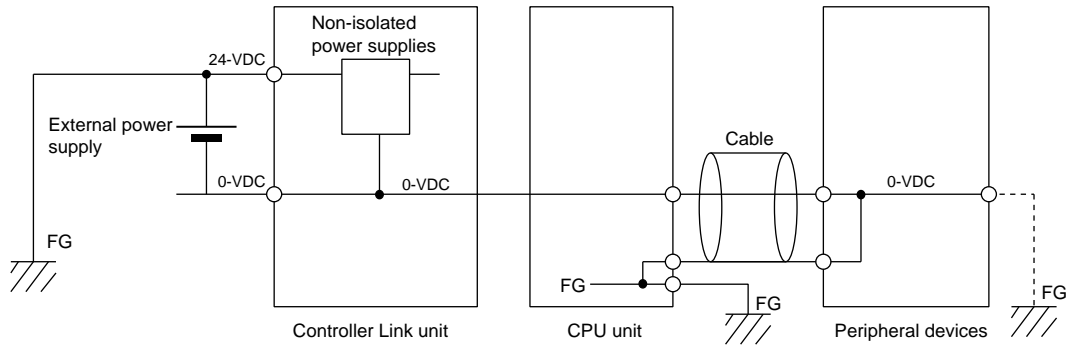 Non-isolated
power supplies
24-VDC
External power
supply
Cable
0-VDC
0-VDC
0-VDC
FG
FG
FG
FG
Controller Link unit
CPU unit
Peripheral devices